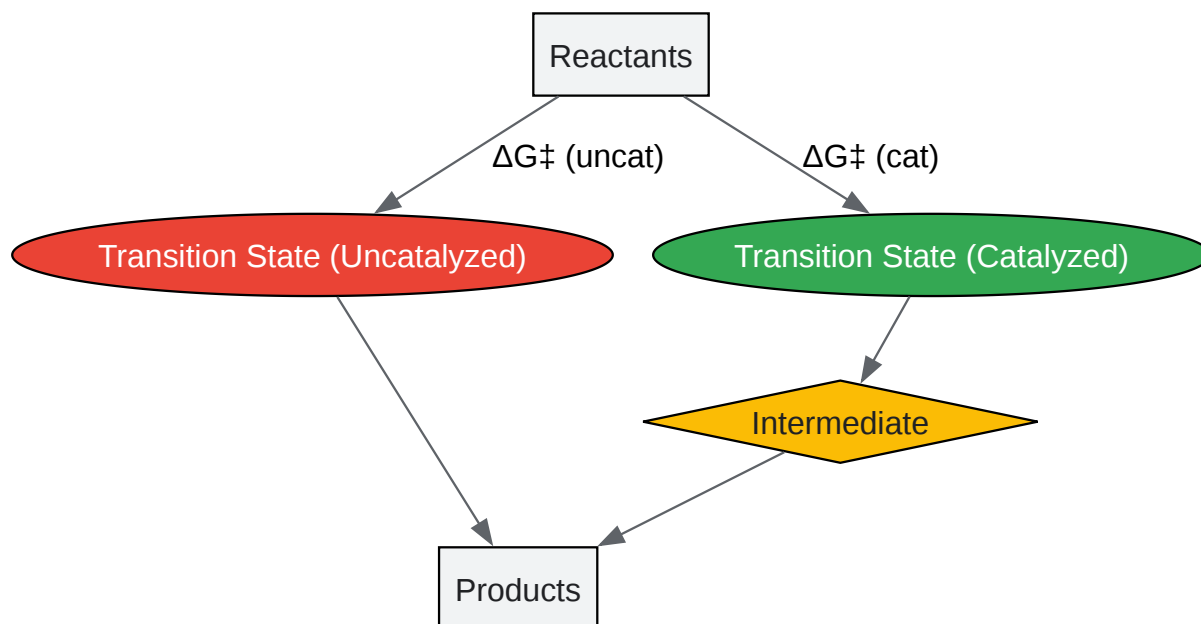 Reactants
ΔG‡ (uncat)
ΔG‡ (cat)
Transition State (Uncatalyzed)
Transition State (Catalyzed)
Intermediate
Products